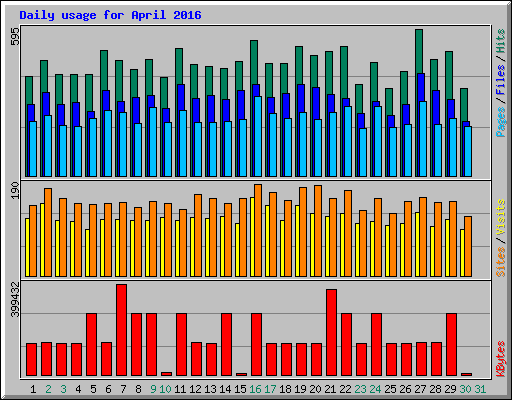 Daily usage for April 2016
595
Pages / Files / Hits
190
Sites / Visits
399432
KBytes
1 2 3 4 5 6 7 8 9 10 11 12 13 14 15 16 17 18 19 20 21 22 23 24 25 26 27 28 29 30 31